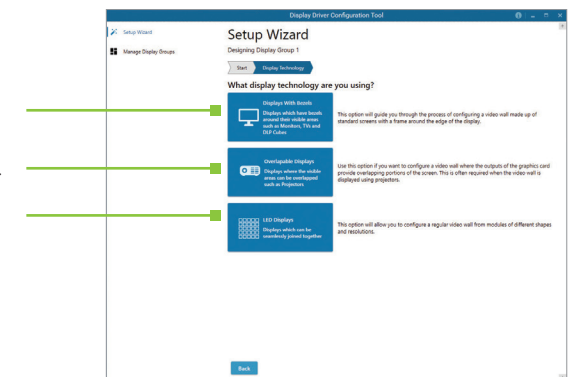 Display Driver Configuration Tool
Setup Wizard
Manage Display Groups
Setup Wizard
Designing Display Group 1
Start
Display Technology
What display technology are you using?
Displays With Bezels
Displays which have bezels
around their visible areas
such as Monitors, TVs and
DLP Cubes
This option will guide you through the process of configuring a video wall made up of
standard screens with a frame around the edge of the display.
Overlapable Displays
Displays where the visible
areas can be overlapped
such as Projectors
Use this option if you want to configure a video wall where the outputs of the graphics card
provide overlapping portions of the screen. This is often required when the video wall is
displayed using projectors.
LED Displays
Displays which can be
seamlessly joined together
This option will allow you to configure a regular video wall from modules of different shapes
and resolutions.
Back